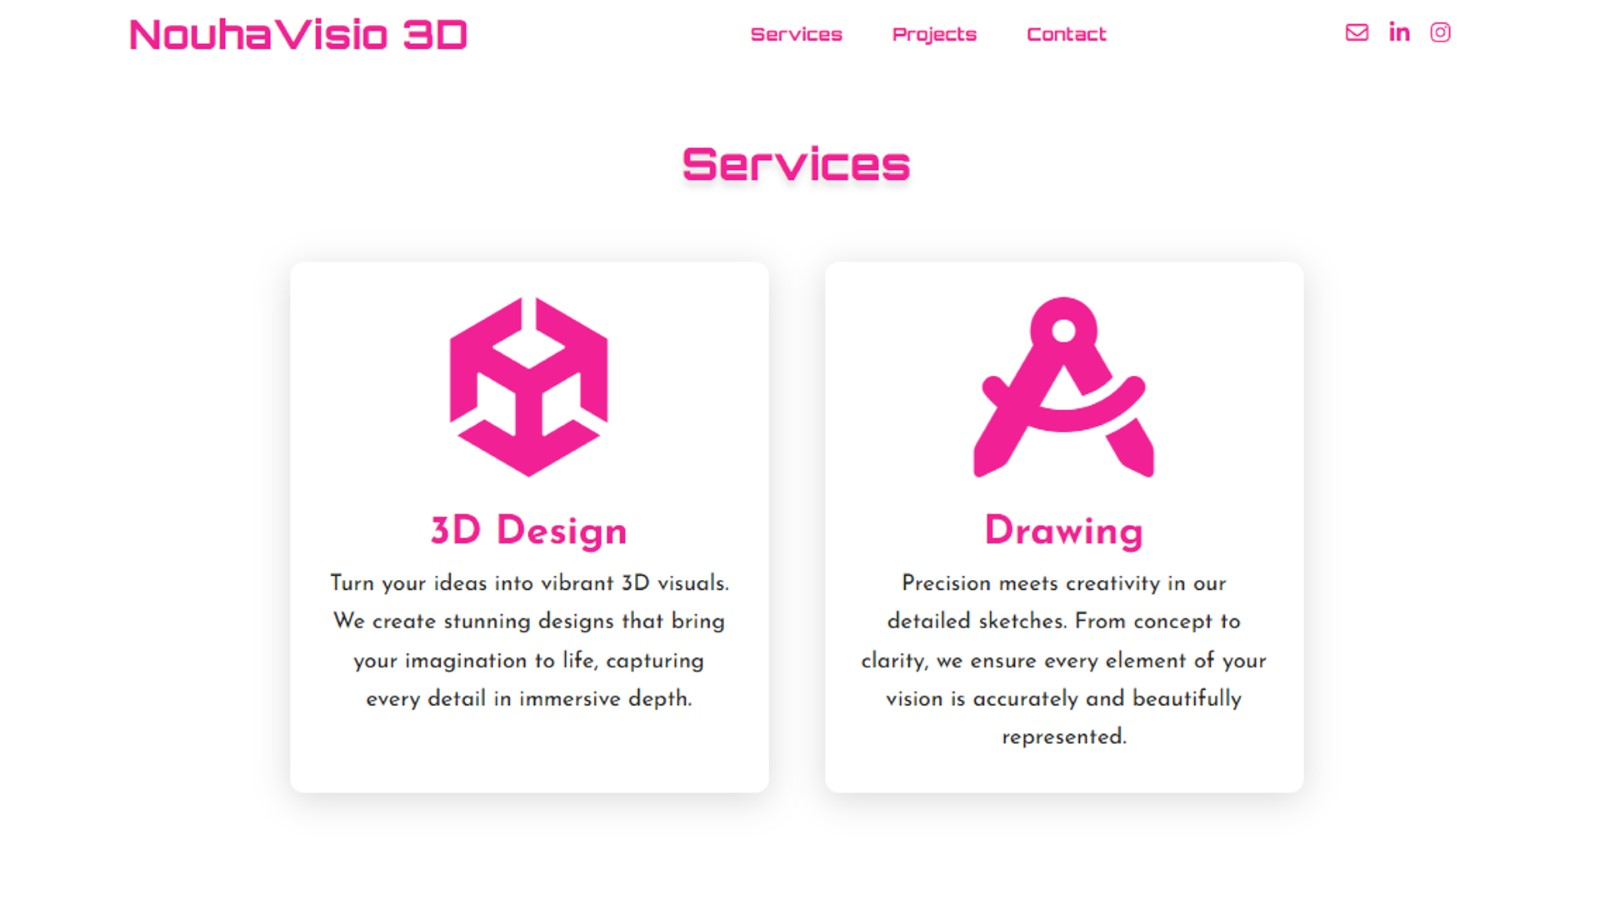 NouhaVisio 3D
Services Projects Contact
Services
3D Design
Turn your ideas into vibrant 3D visuals.
We create stunning designs that bring
your imagination to life, capturing
every detail in immersive depth.
Drawing
Precision meets creativity in our
detailed sketches. From concept to
clarity, we ensure every element of your
vision is accurately and beautifully
represented.